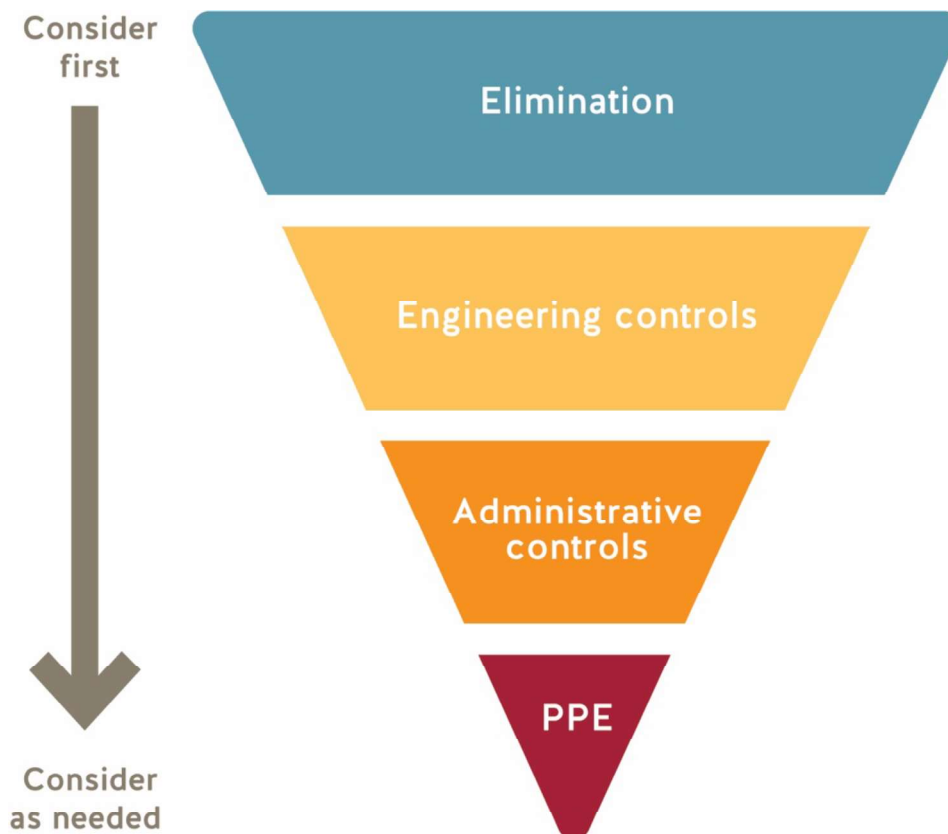 Consider
first
Elimination
Engineering controls
Administrative
controls
PPE
Consider
as needed